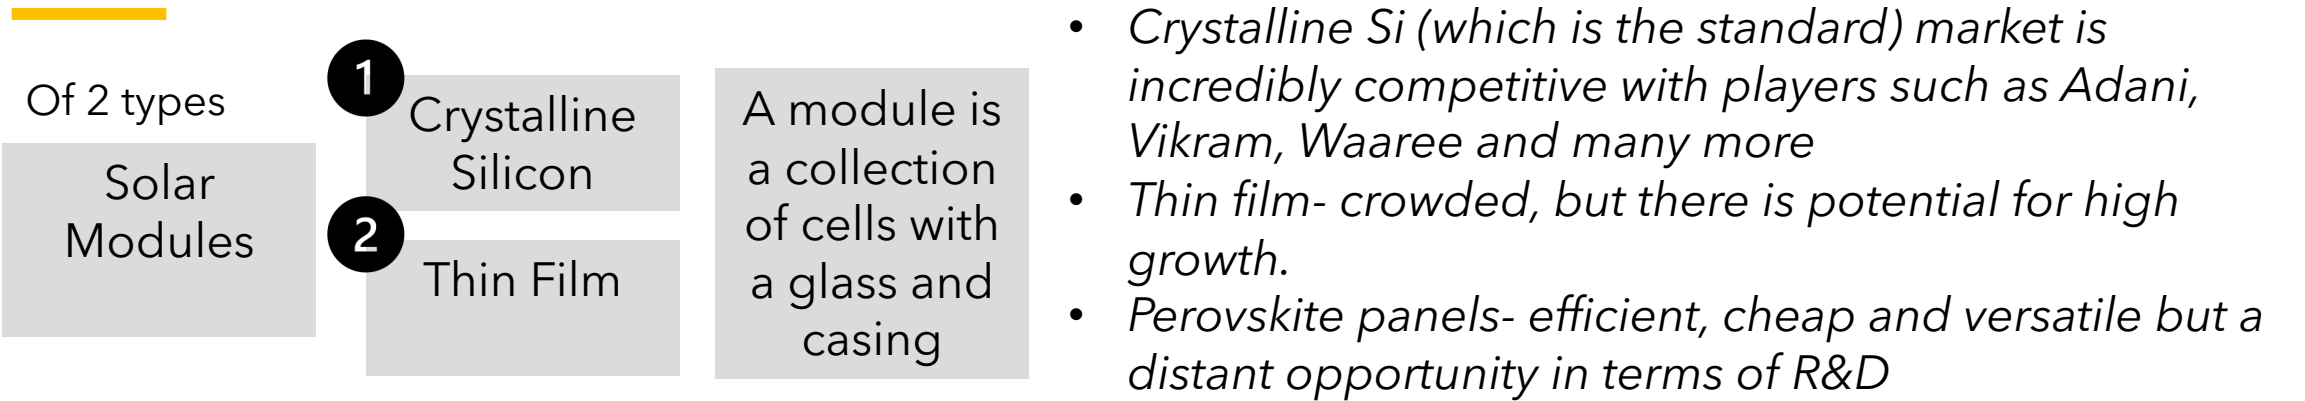 Of 2 types
Solar
Modules
1
Crystalline
Silicon
2
Thin Film
A module is
a collection
of cells with
a glass and
casing
• Crystalline Si (which is the standard) market is
incredibly competitive with players such as Adani,
Vikram, Waaree and many more
• Thin film- crowded, but there is potential for high
growth.
• Perovskite panels- efficient, cheap and versatile but a
distant opportunity in terms of R&D